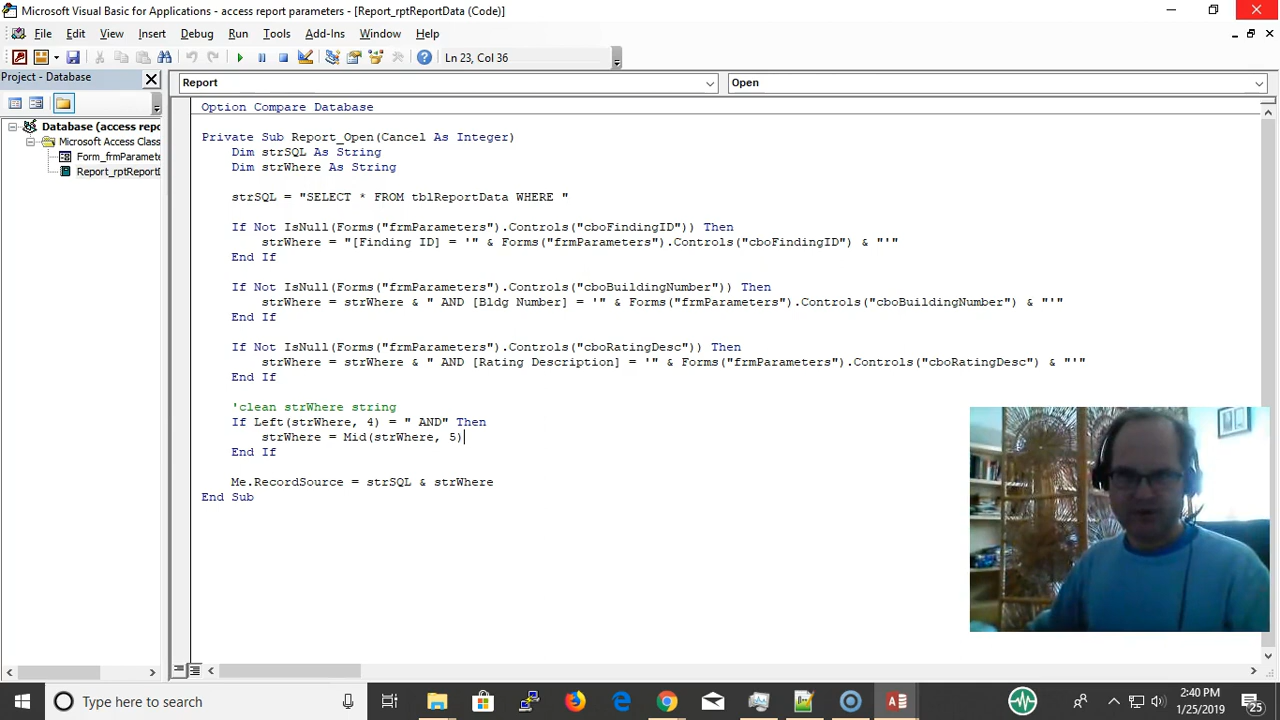 Microsoft Visual Basic for Applications - access report parameters - [Report_rptReportData (Code)]
File Edit View Insert Format Debug Run Tools Add-Ins Window Help
Ln 23, Col 36
Project - Database
Report
Open
Database (access repo
Microsoft Access Class
Form_frmParamete
Report_rptReportD
Option Compare Database
Private Sub Report_Open(Cancel As Integer)
Dim strSQL As String
Dim strWhere As String
strSQL = "SELECT * FROM tblReportData WHERE "
If Not IsNull(Forms("frmParameters").Controls("cboFindingID")) Then
strWhere = "[Finding ID] = '" & Forms("frmParameters").Controls("cboFindingID") & "'"
End If
If Not IsNull(Forms("frmParameters").Controls("cboBuildingNumber")) Then
strWhere = strWhere & " AND [Bldg Number] = '" & Forms("frmParameters").Controls("cboBuildingNumber") & "'"
End If
If Not IsNull(Forms("frmParameters").Controls("cboRatingDesc")) Then
strWhere = strWhere & " AND [Rating Description] = '" & Forms("frmParameters").Controls("cboRatingDesc") & "'"
End If
'clean strWhere string
If Left(strWhere, 4) = " AND" Then
strWhere = Mid(strWhere, 5)
End If
Me.RecordSource = strSQL & strWhere
End Sub
Type here to search
2:40 PM
1/25/2019
25